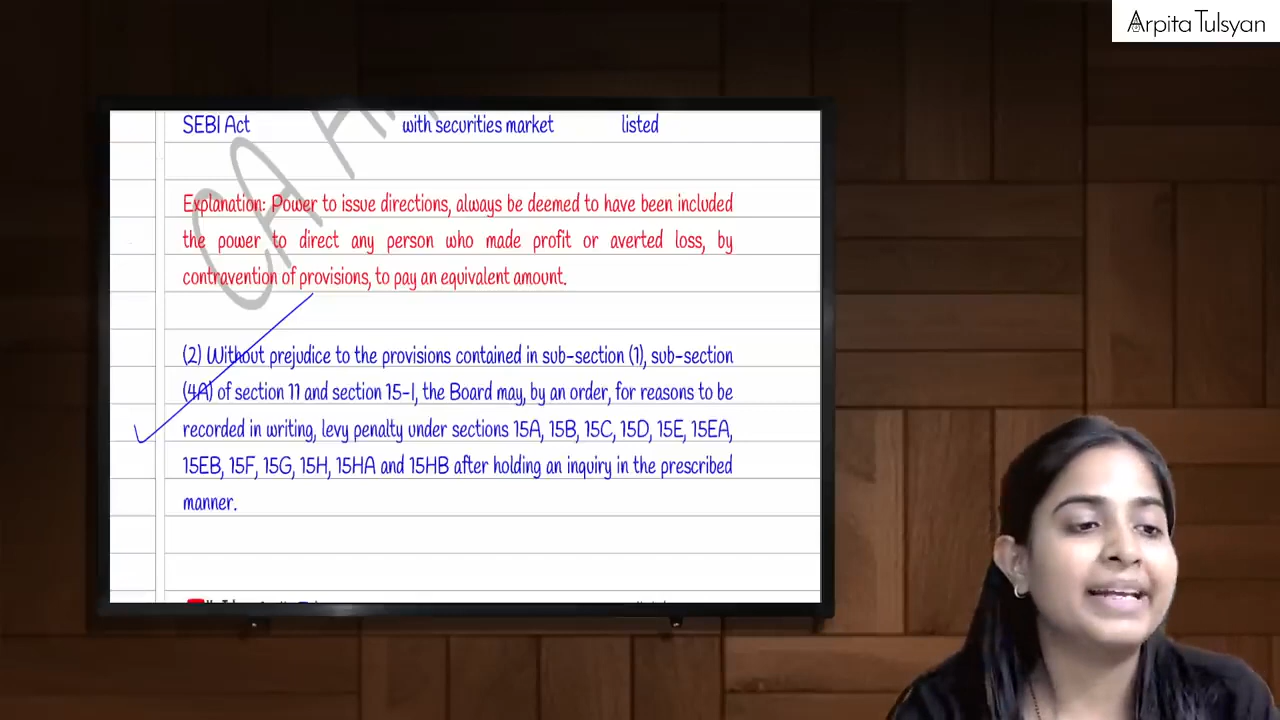 Arpita Tulsyan
SEBI Act with securities market listed
Explanation: Power to issue directions, always be deemed to have been included
the power to direct any person who made profit or averted loss, by
contravention of provisions, to pay an equivalent amount.
(2) Without prejudice to the provisions contained in sub-section (1), sub-section
(4A) of section 11 and section 15-I, the Board may, by an order, for reasons to be
recorded in writing, levy penalty under sections 15A, 15B, 15C, 15D, 15E, 15EA,
15EB, 15F, 15G, 15H, 15HA and 15HB after holding an inquiry in the prescribed
manner.
CA